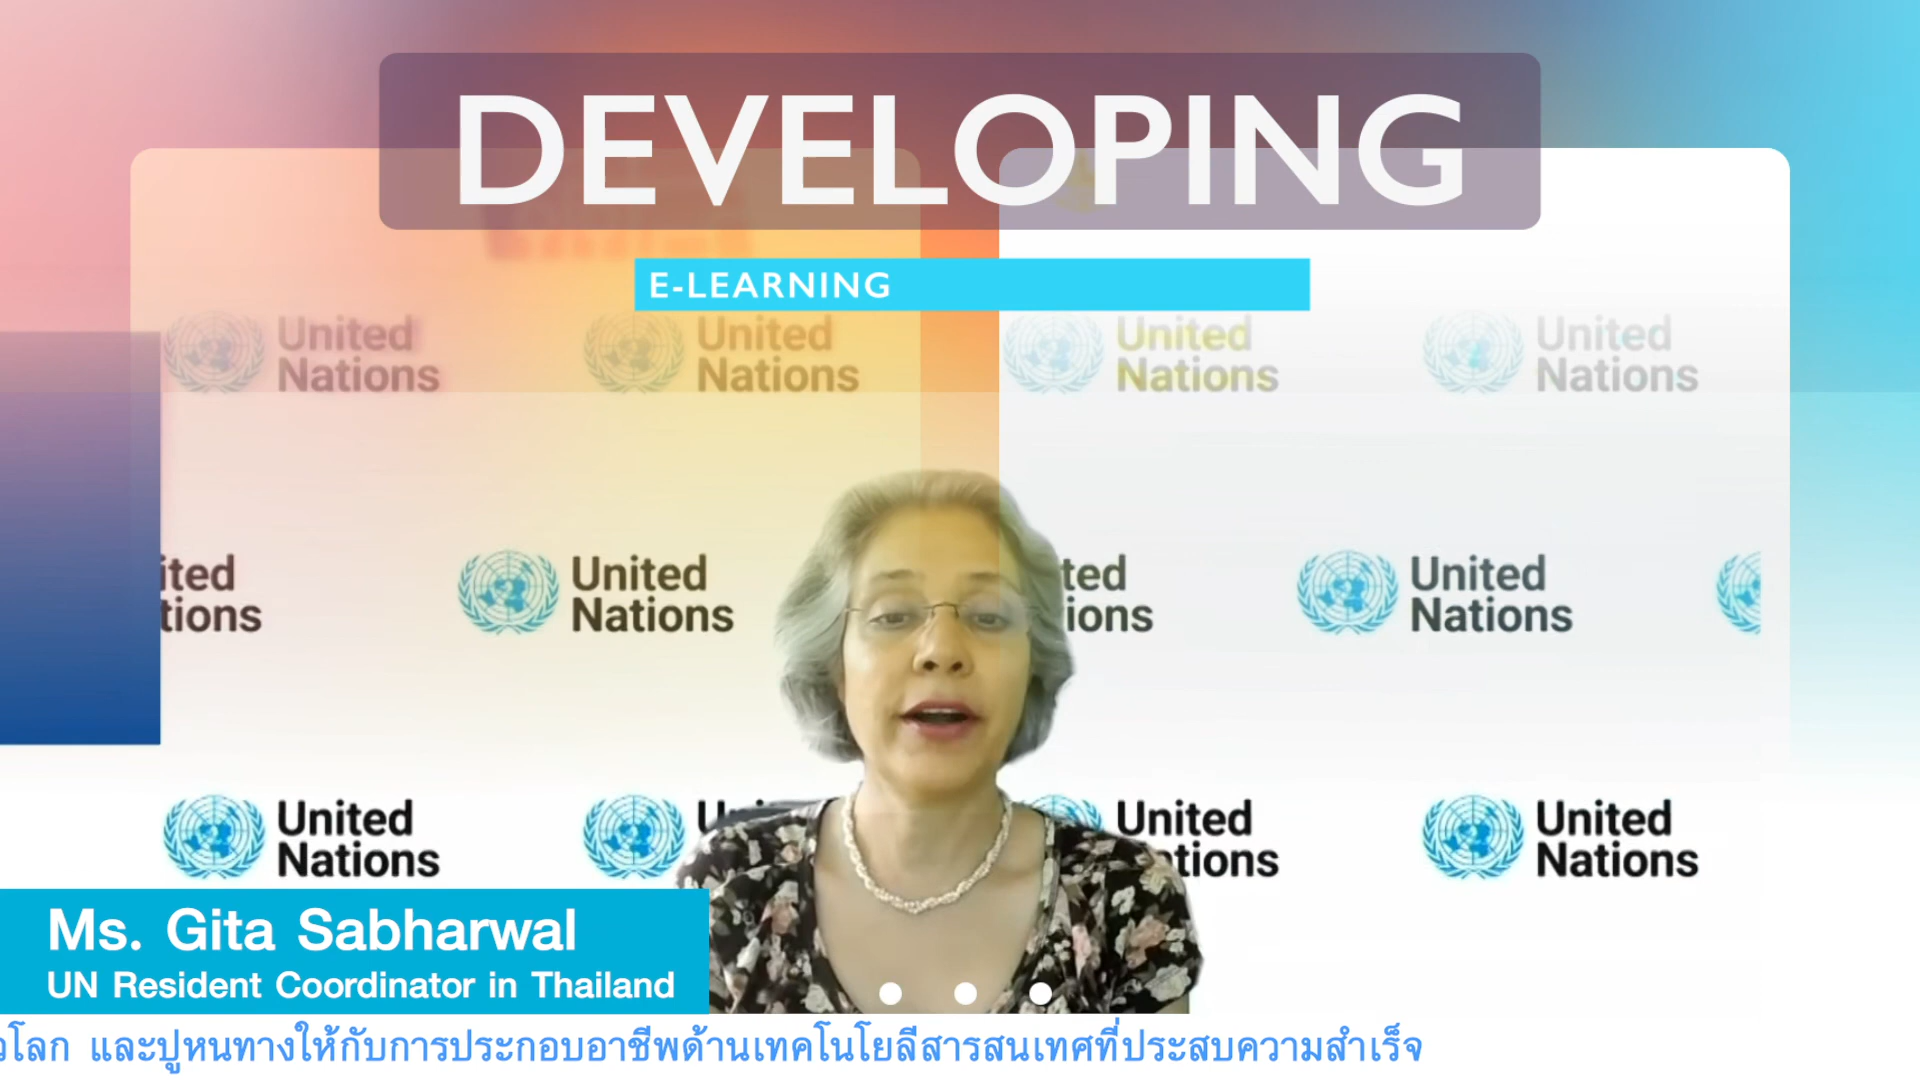 DEVELOPING
E-LEARNING
United Nations
United Nations
United Nations
United Nations
United Nations
United Nations
United Nations
United
Nations
United Nations
Ms. Gita Sabharwal
UN Resident Coordinator in Thailand
และปูหนทางให้กับการประกอบอาชีพด้านเทคโนโลยีสารสนเทศที่ประสบความสำเร็จ